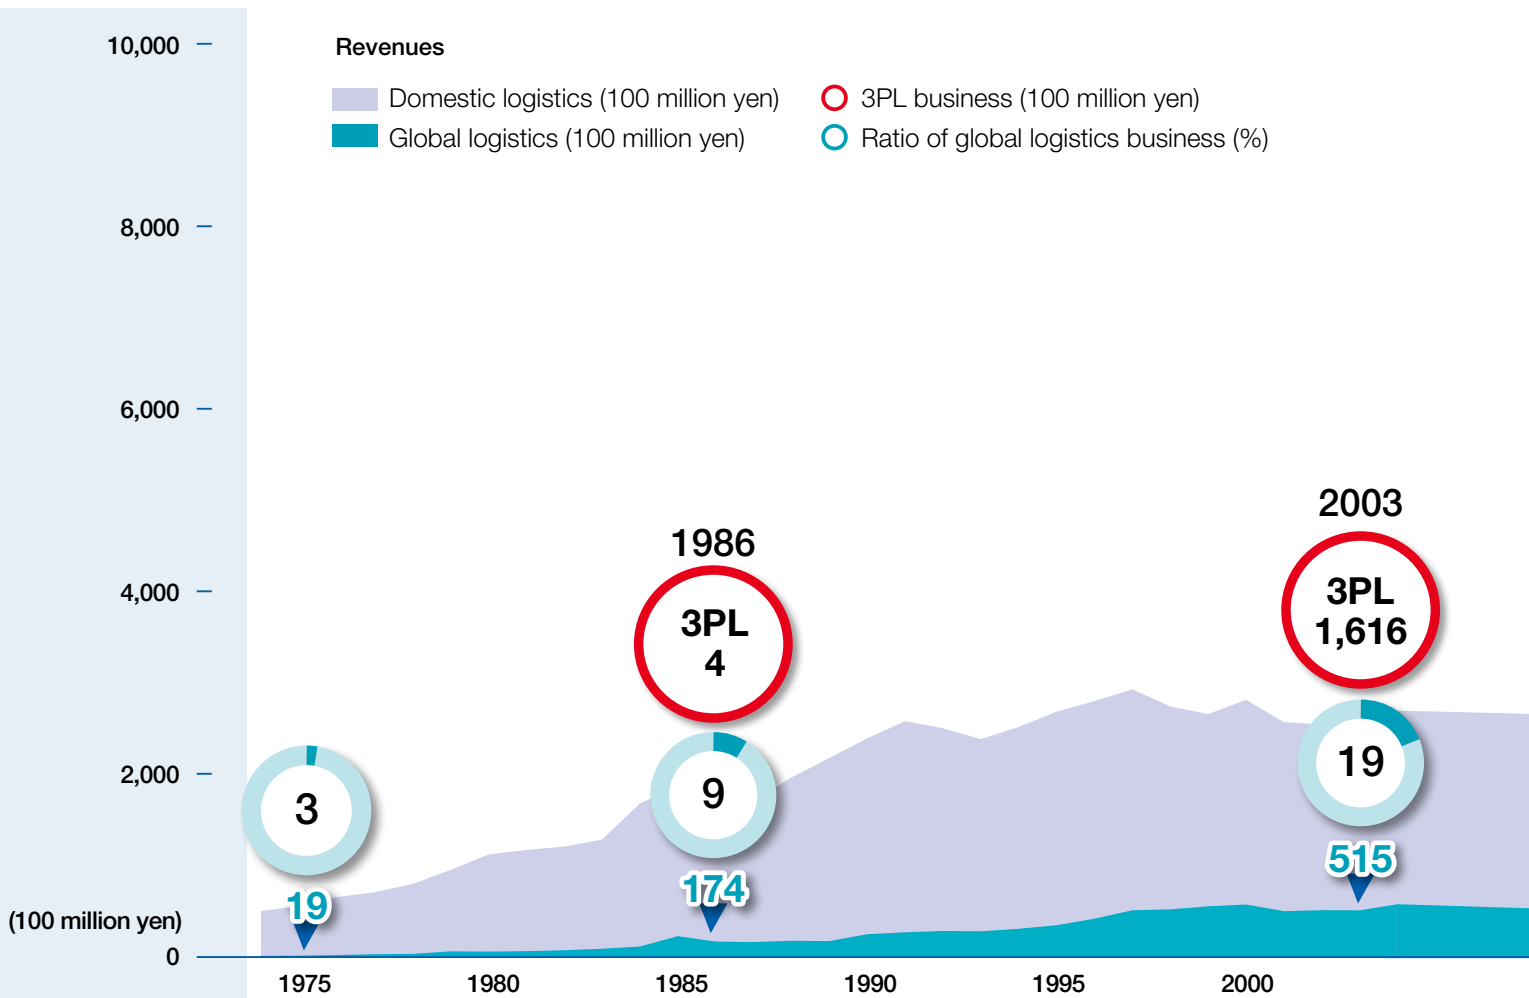 Revenues
Domestic logistics (100 million yen)
3PL business (100 million yen)
Global logistics (100 million yen)
Ratio of global logistics business (%)
10,000
8,000
6,000
4,000
2,000
(100 million yen)
0
1986
3PL
4
9
174
2003
3PL
1,616
19
515
3
19
1975
1980
1985
1990
1995
2000